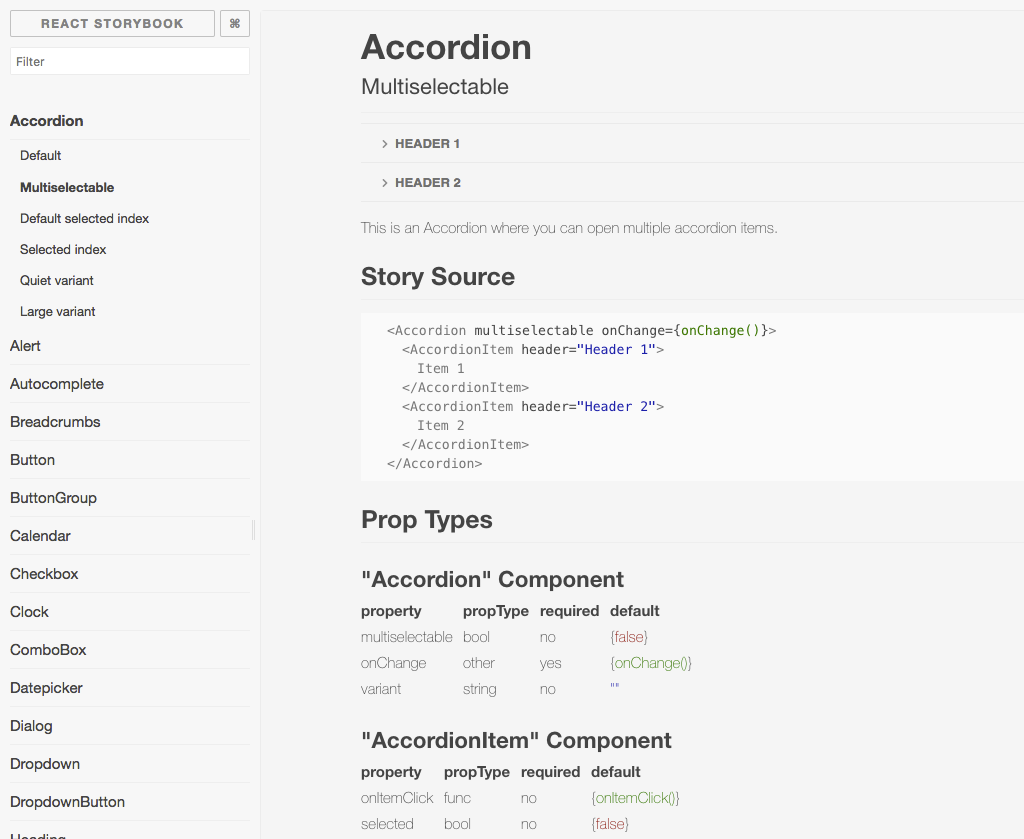 REACT STORYBOOK
⌘
Filter
Accordion
Default
Multiselectable
Default selected index
Selected index
Quiet variant
Large variant
Alert
Autocomplete
Breadcrumbs
Button
ButtonGroup
Calendar
Checkbox
Clock
ComboBox
Datepicker
Dialog
Dropdown
DropdownButton
Heading
Accordion
Multiselectable
HEADER 1
HEADER 2
This is an Accordion where you can open multiple accordion items.
Story Source
<Accordion multiselectable onChange={onChange()}>
<AccordionItem header="Header 1">
Item 1
</AccordionItem>
<AccordionItem header="Header 2">
Item 2
</AccordionItem>
</Accordion>
Prop Types
"Accordion" Component
property propType required default
multiselectable bool no {false}
onChange other yes {onChange()}
variant string no ""
"AccordionItem" Component
property propType required default
onItemClick func no {onItemClick()}
selected bool no {false}